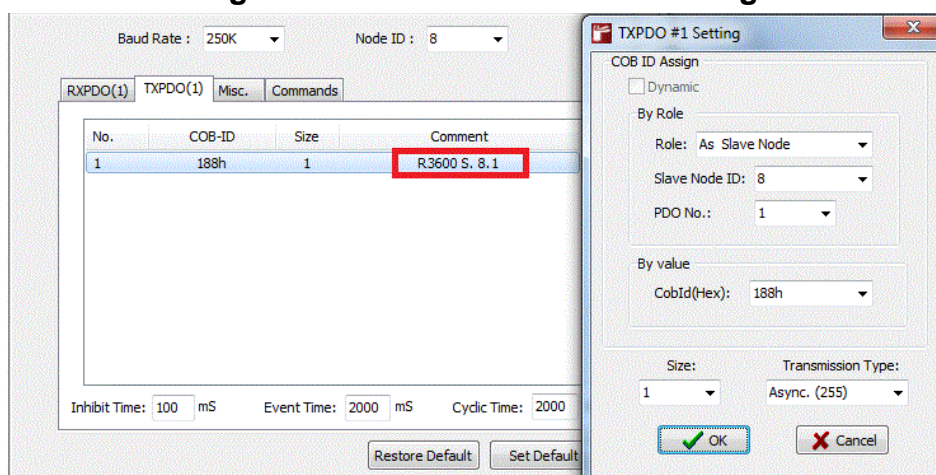 Baud Rate : 250K Node ID : 8
RXPDO(1) TXPDO(1) Misc. Commands
No. COB-ID Size Comment
1 188h 1 R3600 S. 8.1
Inhibit Time: 100 mS Event Time: 2000 mS Cyclic Time: 2000
Restore Default Set Default
TXPDO #1 Setting
COB ID Assign
Dynamic
By Role
Role: As Slave Node
Slave Node ID: 8
PDO No.: 1
By value
CobId(Hex): 188h
Size: Transmission Type:
1 Async. (255)
OK Cancel